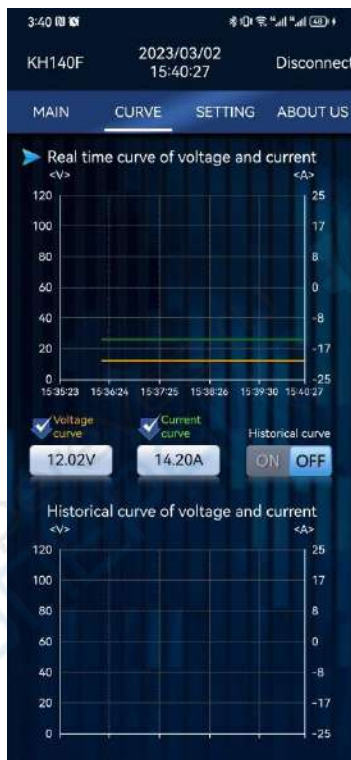 3:40 48
KH140F 2023/03/02 15:40:27 Disconnect
MAIN CURVE SETTING ABOUT US
Real time curve of voltage and current
<V> <A>
120 25
100 17
80 8
60 0
40 -8
20 -17
0 -25
15:35:23 15:36:24 15:37:25 15:38:26 15:39:30 15:40:27
Voltage curve Current curve Historical curve
12.02V 14.20A ON OFF
Historical curve of voltage and current
<V> <A>
120 25
100 17
80 8
60 0
40 -8
20 -17
0 -25